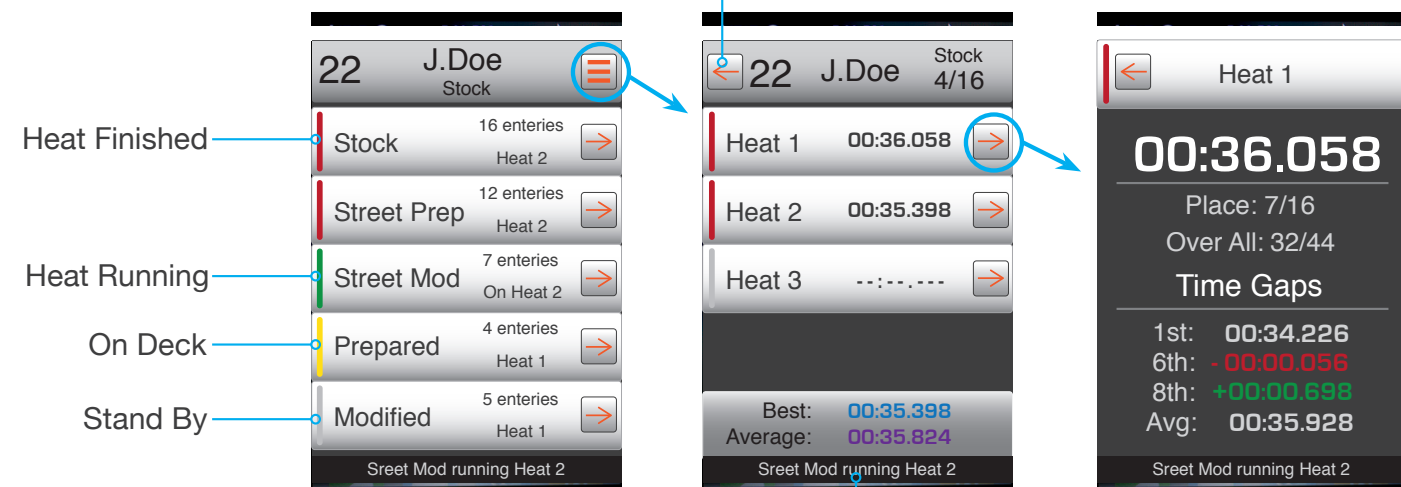 Heat Finished
Heat Running
On Deck
Stand By
22 J.Doe
Stock
Stock 16 enteries
Heat 2
Street Prep 12 enteries
Heat 2
Street Mod 7 enteries
On Heat 2
Prepared 4 enteries
Heat 1
Modified 5 enteries
Heat 1
Sreet Mod running Heat 2
22 J.Doe Stock
4/16
Heat 1 00:36.058
Heat 2 00:35.398
Heat 3 --:--.---
Best: 00:35.398
Average: 00:35.824
Sreet Mod running Heat 2
Heat 1
00:36.058
Place: 7/16
Over All: 32/44
Time Gaps
1st: 00:34.226
6th: - 00:00.056
8th: +00:00.698
Avg: 00:35.928
Sreet Mod running Heat 2